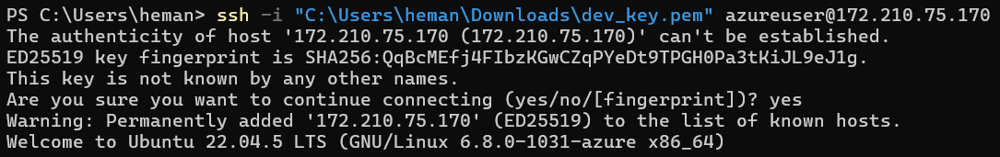 PS C:\Users\heman> ssh -i "C:\Users\heman\Downloads\dev_key.pem" azureuser@172.210.75.170
The authenticity of host '172.210.75.170 (172.210.75.170)' can't be established.
ED25519 key fingerprint is SHA256:QqBcMEfj4FIbzKGwCZqPYeDt9TPGH0Pa3tKiJL9eJ1g.
This key is not known by any other names.
Are you sure you want to continue connecting (yes/no/[fingerprint])? yes
Warning: Permanently added '172.210.75.170' (ED25519) to the list of known hosts.
Welcome to Ubuntu 22.04.5 LTS (GNU/Linux 6.8.0-1031-azure x86_64)